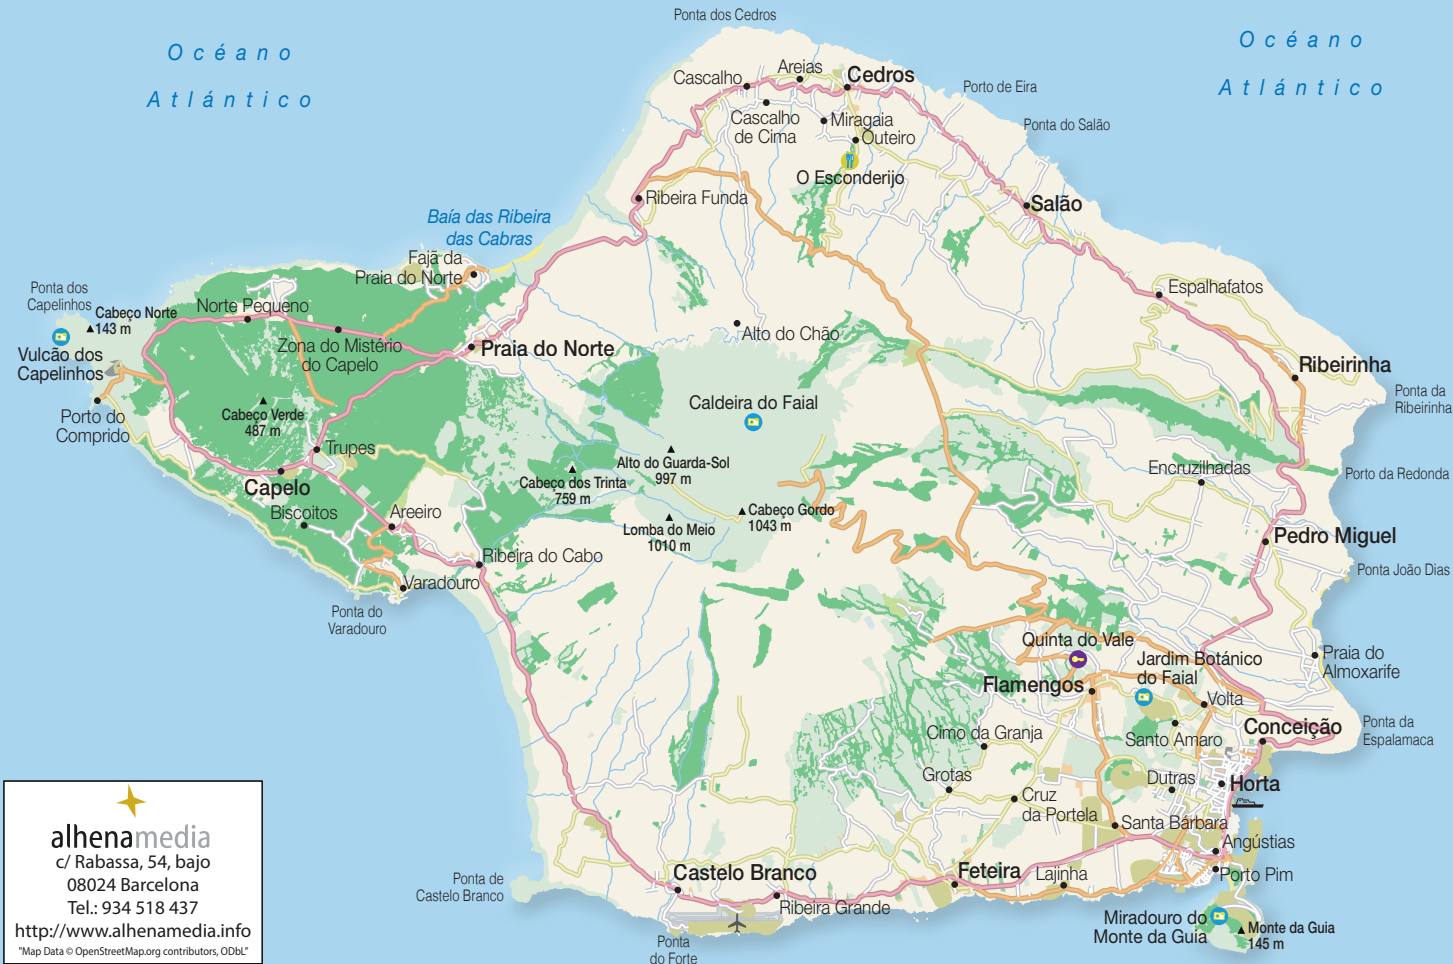 Ponta dos Cedros
Océano
Atlántico
Océano
Atlántico
Areias
Cascalho
Cedros
Porto de Eira
Cascalho
de Cima
Miragaia
Outeiro
Ponta do Salão
O Esconderijo
Ribeira Funda
Salão
Baía das Ribeira
das Cabras
Fajã da
Praia do Norte
Ponta dos
Capelinhos
Cabeço Norte
143 m
Norte Pequeno
Espalhafatos
Vulcão dos
Capelinhos
Zona do Mistério
do Capelo
Praia do Norte
Alto do Chão
Ribeirinha
Ponta da
Ribeirinha
Porto do
Comprido
Cabeço Verde
487 m
Caldeira do Faial
Trupes
Alto do Guarda-Sol
997 m
Cabeço dos Trinta
759 m
Encruzilhadas
Porto da Redonda
Capelo
Biscoitos
Areeiro
Lomba do Meio
1010 m
Cabeço Gordo
1043 m
Pedro Miguel
Ribeira do Cabo
Varadouro
Ponta João Dias
Ponta do
Varadouro
Quinta do Vale
Jardim Botánico
do Faial
Praia do
Almoxarife
Flamengos
Volta
Cimo da Granja
Santo Amaro
Conceição
Ponta da
Espalamaca
Grotas
Dutras
Horta
Cruz
da Portela
Santa Bárbara
Angústias
Castelo Branco
Feteira
Lajinha
Porto Pim
Ponta de
Castelo Branco
Ribeira Grande
Miradouro do
Monte da Guia
Monte da Guia
145 m
Ponta
do Forte
alhenamedia
c/ Rabassa, 54, bajo
08024 Barcelona
Tel.: 934 518 437
http://www.alhenamedia.info
"Map Data © OpenStreetMap.org contributors, ODbL"